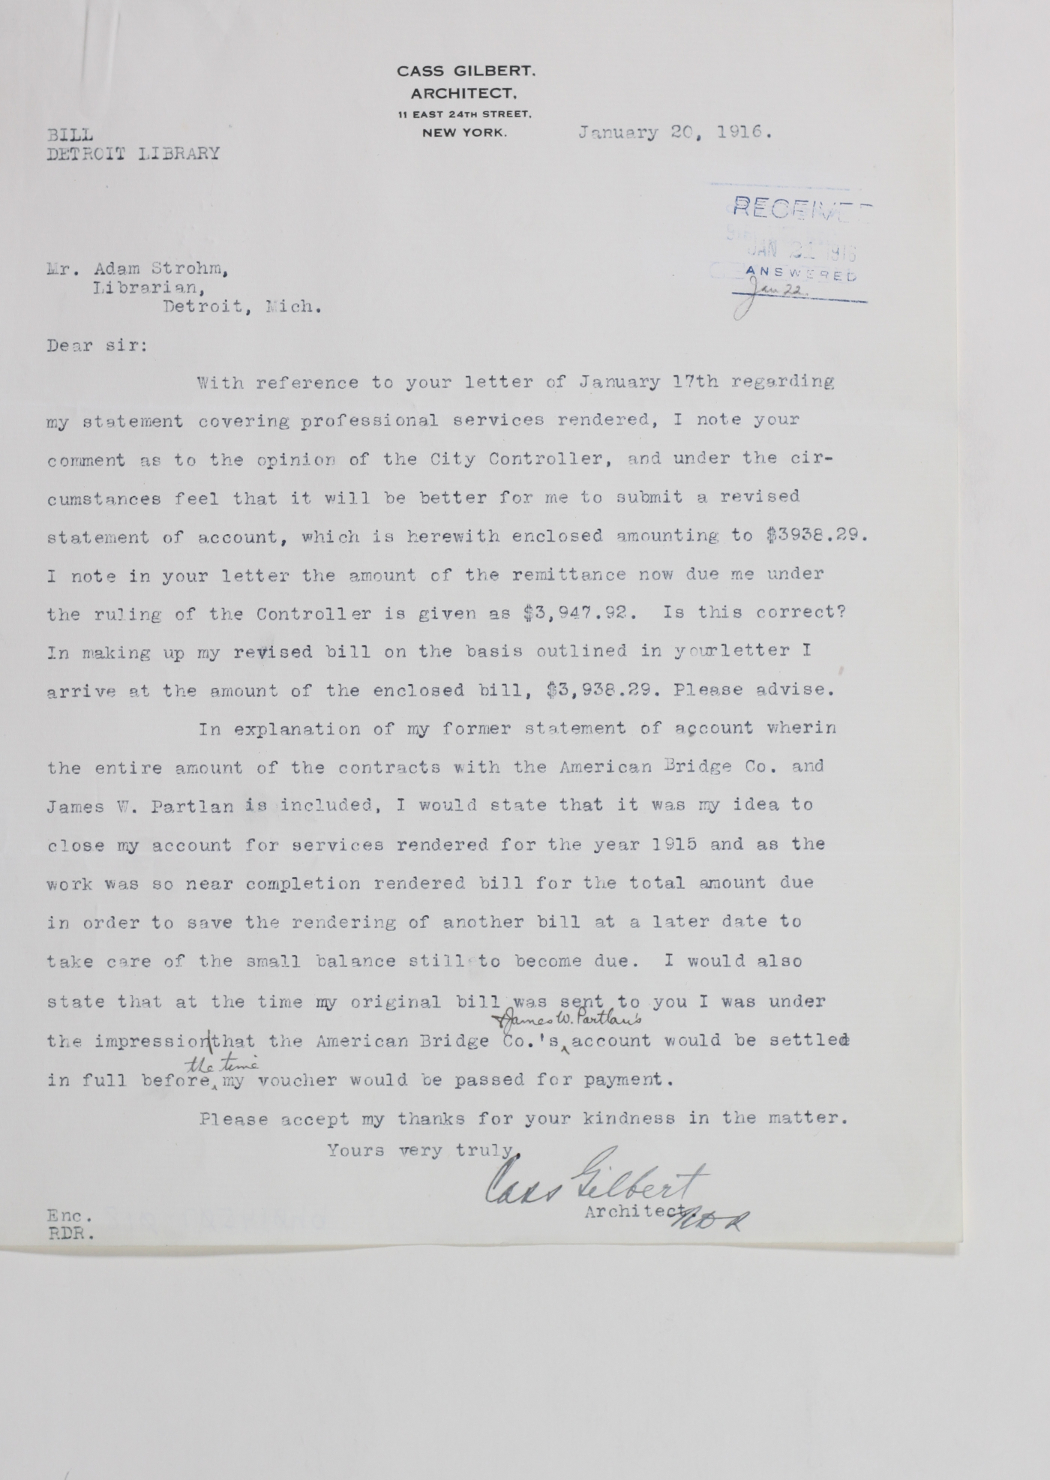 CASS GILBERT.
ARCHITECT,
11 EAST 24TH STREET,
NEW YORK.
January 20, 1916.
BILL
DETROIT LIBRARY
RECEIVED
JAN 1916
ANSWERED
Jan 22.
Mr. Adam Strohm,
Librarian,
Detroit, Mich.
Dear sir:
With reference to your letter of January 17th regarding
my statement covering professional services rendered, I note your
comment as to the opinion of the City Controller, and under the cir-
cumstances feel that it will be better for me to submit a revised
statement of account, which is herewith enclosed amounting to $3938.29.
I note in your letter the amount of the remittance now due me under
the ruling of the Controller is given as $3,947.92. Is this correct?
In making up my revised bill on the basis outlined in yourletter I
arrive at the amount of the enclosed bill, $3,938.29. Please advise.
In explanation of my former statement of account wherin
the entire amount of the contracts with the American Bridge Co. and
James W. Partlan is included, I would state that it was my idea to
close my account for services rendered for the year 1915 and as the
work was so near completion rendered bill for the total amount due
in order to save the rendering of another bill at a later date to
take care of the small balance still to become due. I would also
state that at the time my original bill was sent to you I was under
& James W. Partlan's
the impression that the American Bridge Co.'s account would be settled
the time
in full before my voucher would be passed for payment.
Please accept my thanks for your kindness in the matter.
Yours very truly,
Cass Gilbert
Architect
Enc.
RDR.